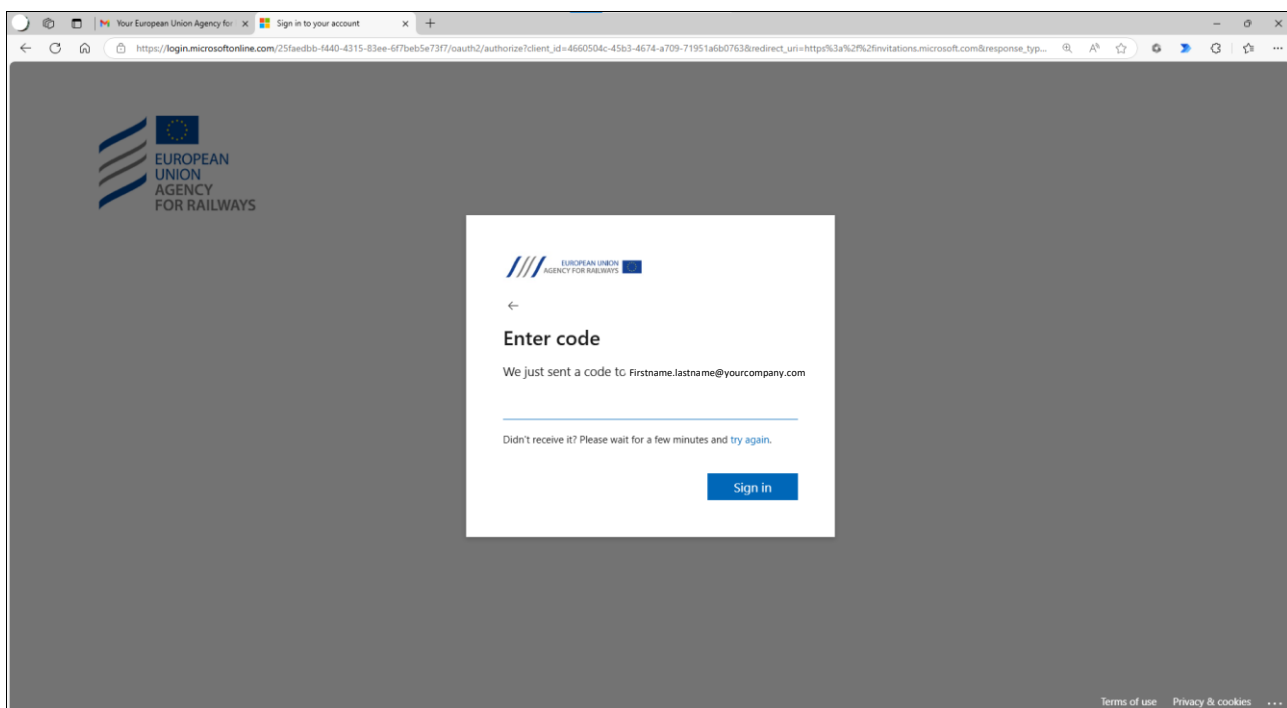 Your European Union Agency for
Sign in to your account
https://login.microsoftonline.com/25faedbb-f440-4315-83ee-6f7beb5e73f7/oauth2/authorize?client_id=4660504c-45b3-4674-a709-71951a6b0763&redirect_uri=https%3a%2f%2finvitations.microsoft.com&response_typ...
EUROPEAN
UNION
AGENCY
FOR RAILWAYS
EUROPEAN UNION
AGENCY FOR RAILWAYS
Enter code
We just sent a code to Firstname.lastname@yourcompany.com
Didn't receive it? Please wait for a few minutes and try again.
Sign in
Terms of use Privacy & cookies ...